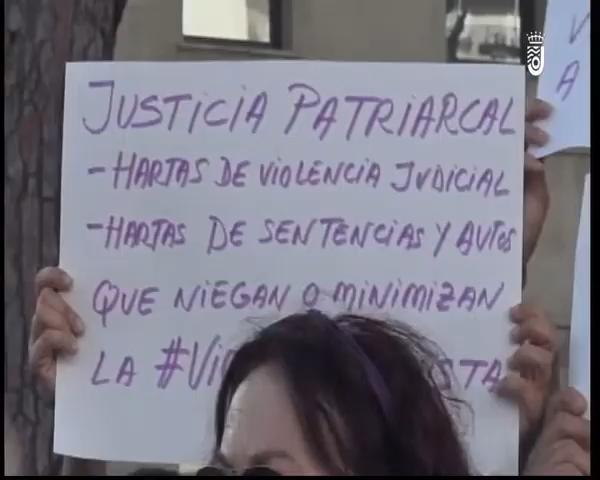 JUSTICIA PATRIARCAL
- HARTAS DE VIOLENCIA JUDICIAL
- HARTAS DE SENTENCIAS Y AUTOS
QUE NIEGAN O MINIMIZAN
LA
V
A